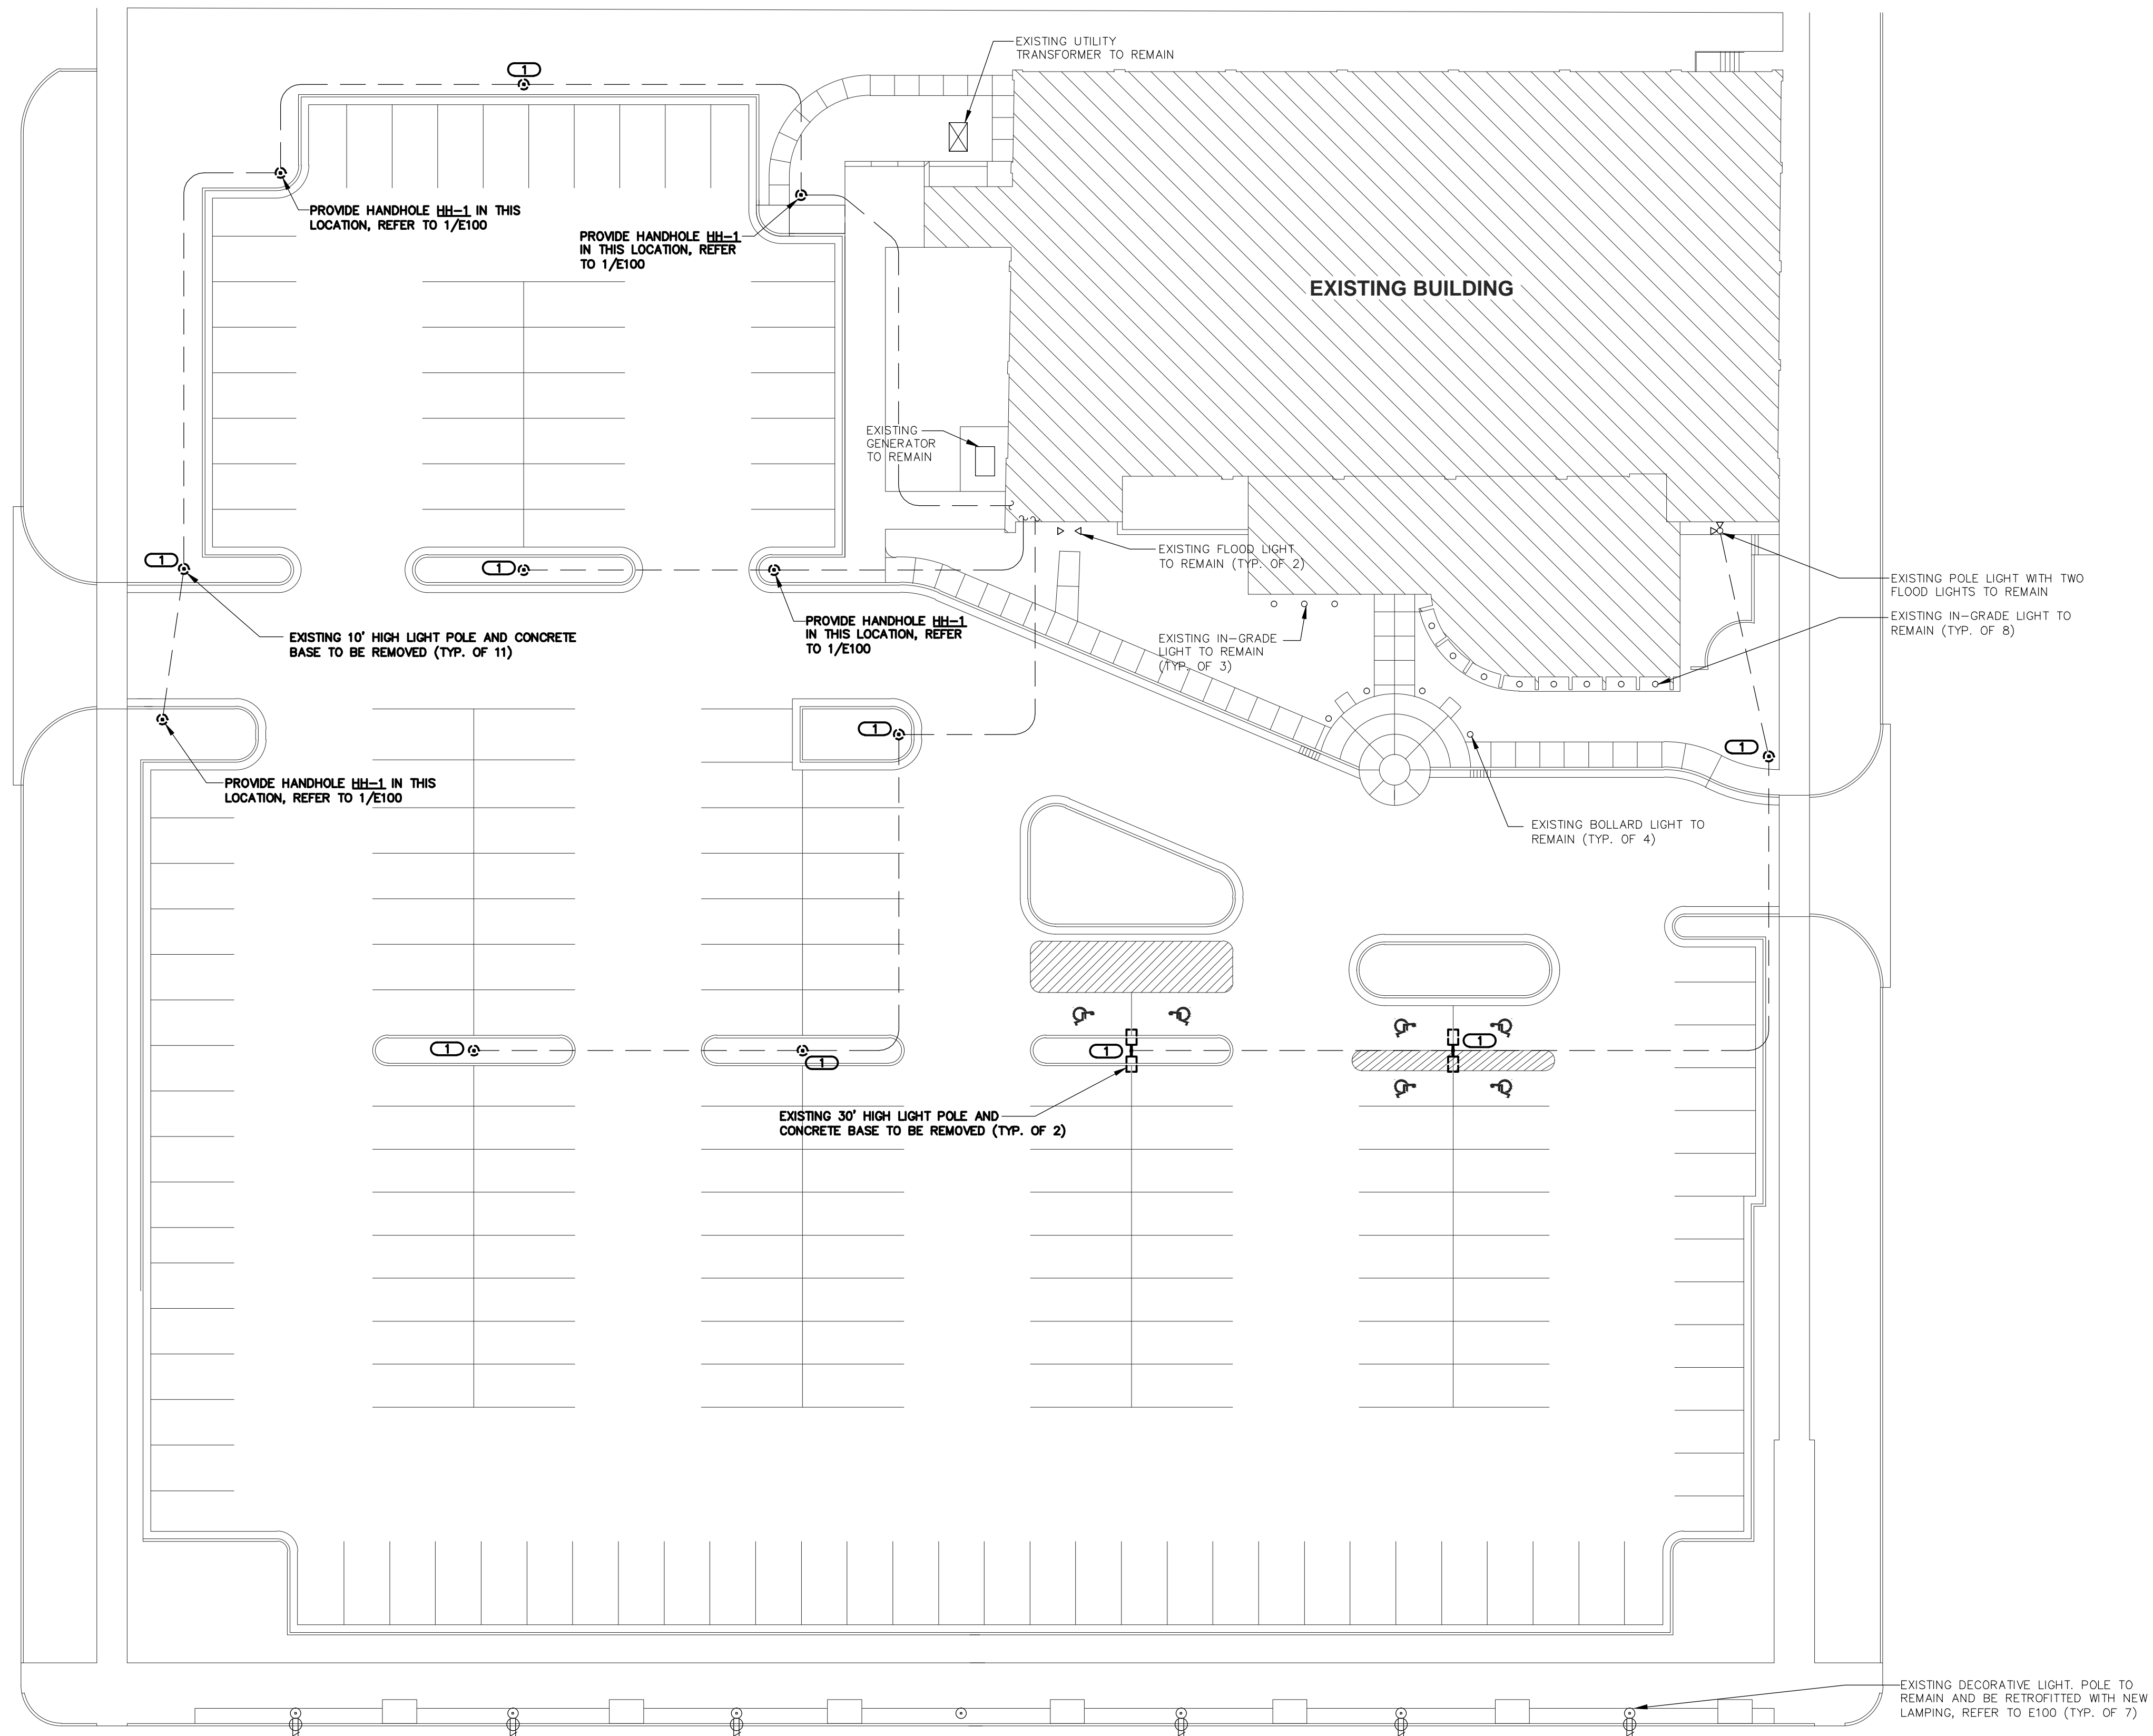 EXISTING UTILITY
TRANSFORMER TO REMAIN
1
PROVIDE HANDHOLE HH-1 IN THIS
LOCATION, REFER TO 1/E100
PROVIDE HANDHOLE HH-1
IN THIS LOCATION, REFER
TO 1/E100
EXISTING BUILDING
EXISTING
GENERATOR
TO REMAIN
EXISTING FLOOD LIGHT
TO REMAIN (TYP. OF 2)
1
1
EXISTING POLE LIGHT WITH TWO
FLOOD LIGHTS TO REMAIN
EXISTING 10' HIGH LIGHT POLE AND CONCRETE
BASE TO BE REMOVED (TYP. OF 11)
PROVIDE HANDHOLE HH-1
IN THIS LOCATION, REFER
TO 1/E100
EXISTING IN-GRADE
LIGHT TO REMAIN
(TYP. OF 3)
EXISTING IN-GRADE LIGHT TO
REMAIN (TYP. OF 8)
1
1
PROVIDE HANDHOLE HH-1 IN THIS
LOCATION, REFER TO 1/E100
EXISTING BOLLARD LIGHT TO
REMAIN (TYP. OF 4)
1
1
1
1
EXISTING 30' HIGH LIGHT POLE AND
CONCRETE BASE TO BE REMOVED (TYP. OF 2)
EXISTING DECORATIVE LIGHT. POLE TO
REMAIN AND BE RETROFITTED WITH NEW
LAMPING, REFER TO E100 (TYP. OF 7)